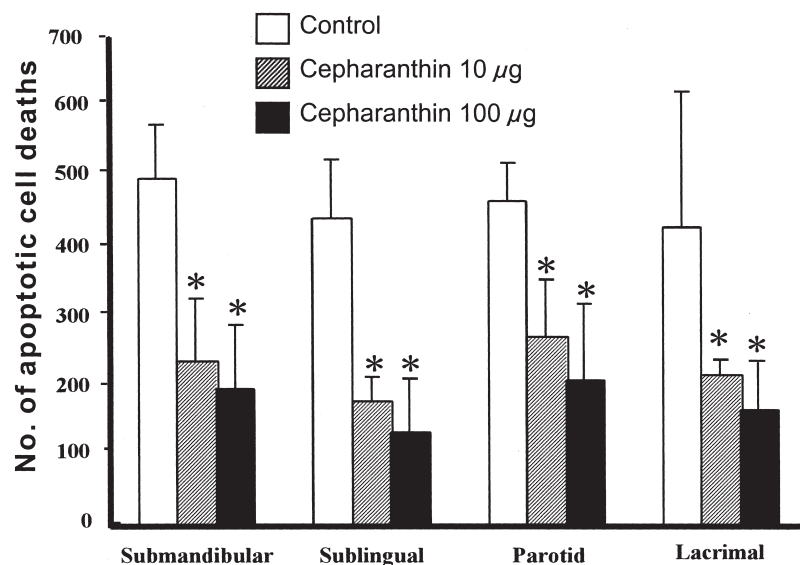 Control
Cepharanthin 10 µg
Cepharanthin 100 µg
No. of apoptotic cell deaths
700
600
500
400
300
200
100
0
* * * * * * * *
Submandibular Sublingual Parotid Lacrimal